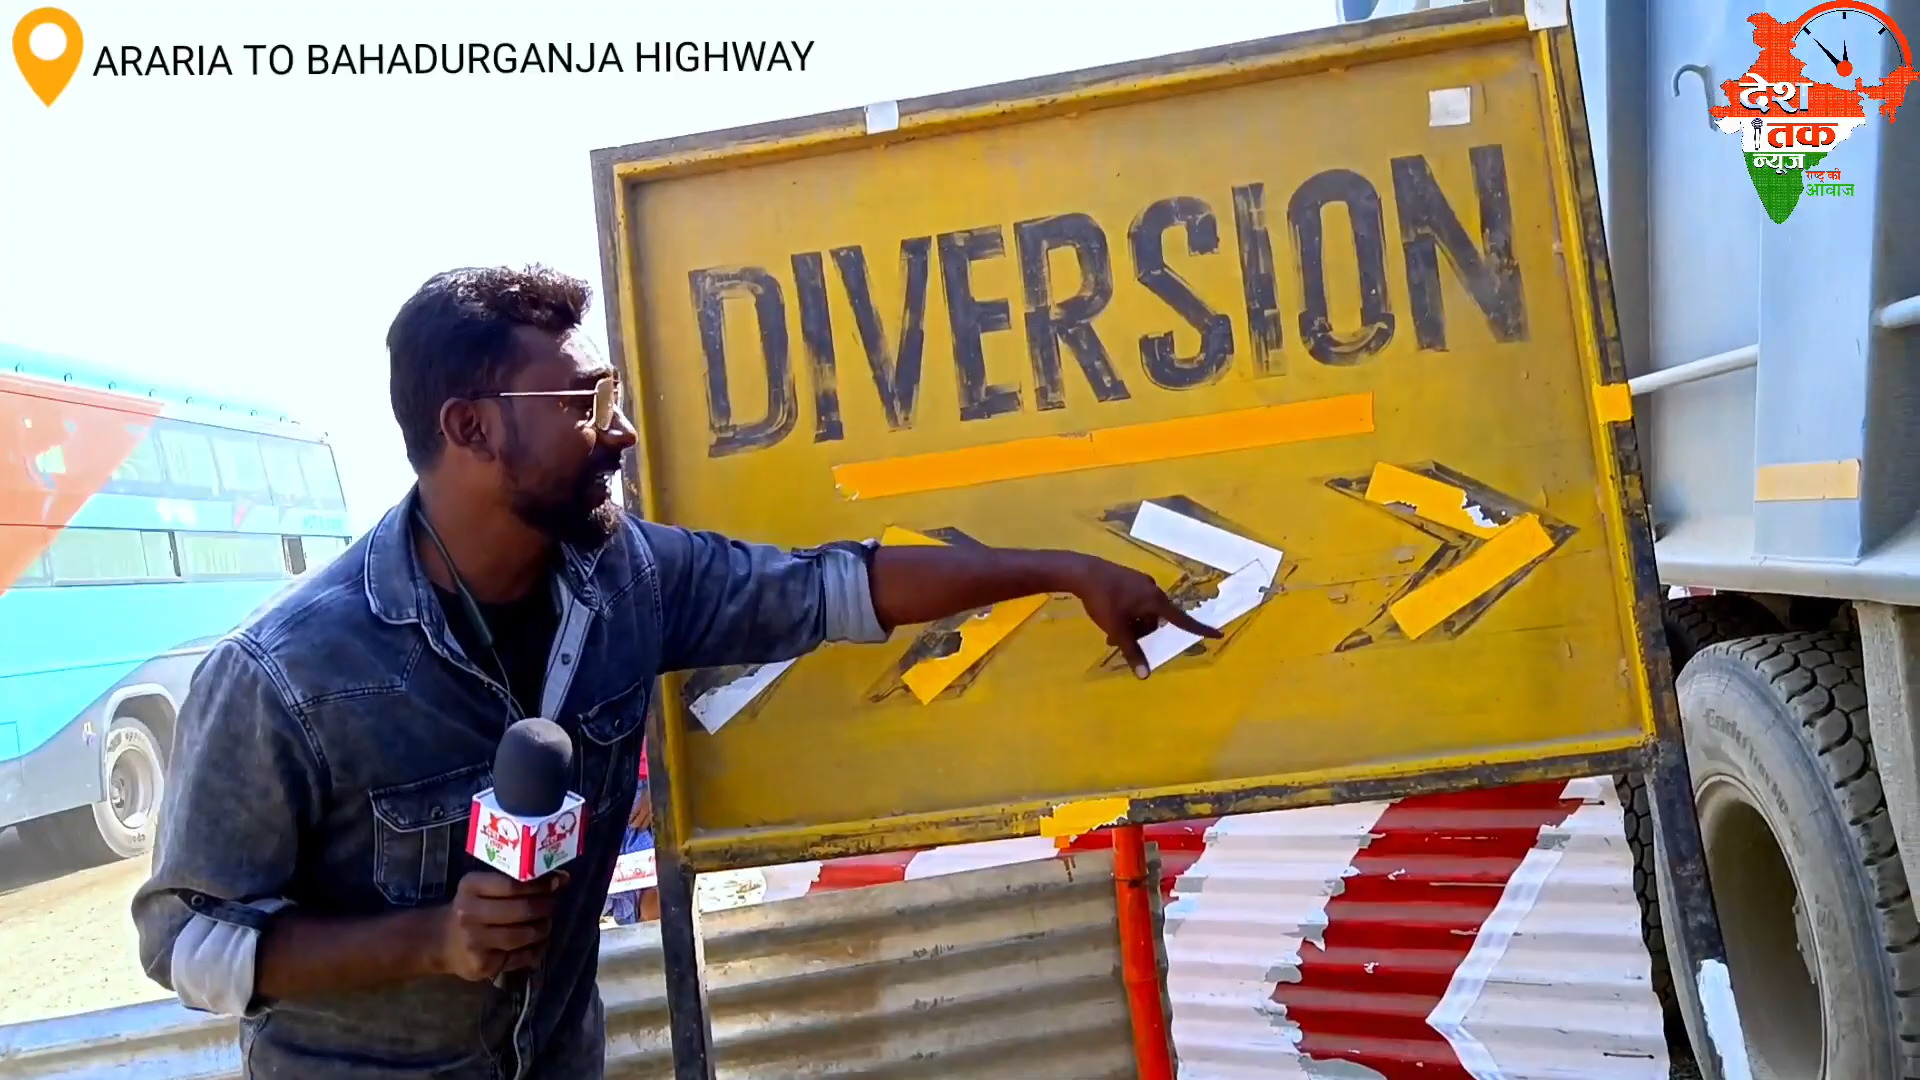 ARARIA TO BAHADURGANJA HIGHWAY
देश
तक
न्यूज
राष्ट्र की
आवाज
DIVERSION